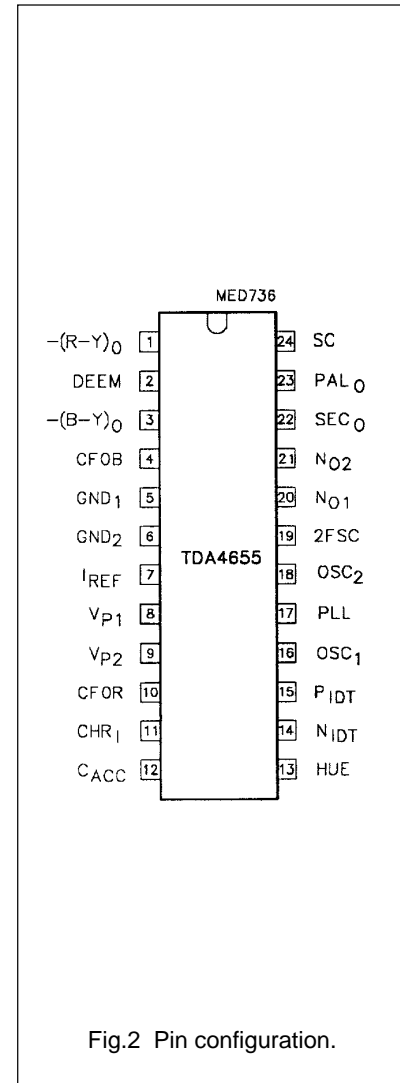 MED736
-(R-Y)O 1 24 SC
DEEM 2 23 PALO
-(B-Y)O 3 22 SECO
CFOB 4 21 NO2
GND1 5 20 NO1
GND2 6 19 2FSC
TDA4655
IREF 7 18 OSC2
VP1 8 17 PLL
VP2 9 16 OSC1
CFOR 10 15 PIDT
CHRI 11 14 NIDT
CACC 12 13 HUE
Fig.2 Pin configuration.